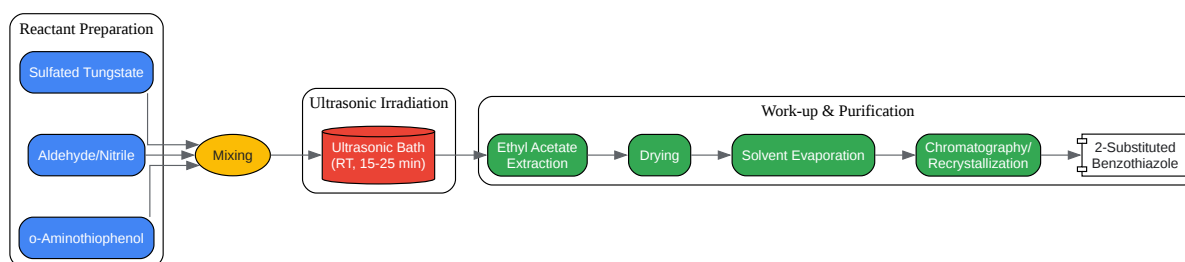 Reactant Preparation
Sulfated Tungstate
Aldehyde/Nitrile
o-Aminothiophenol
Mixing
Ultrasonic Irradiation
Ultrasonic Bath
(RT, 15-25 min)
Work-up & Purification
Ethyl Acetate
Extraction
Drying
Solvent Evaporation
Chromatography/
Recrystallization
2-Substituted
Benzothiazole